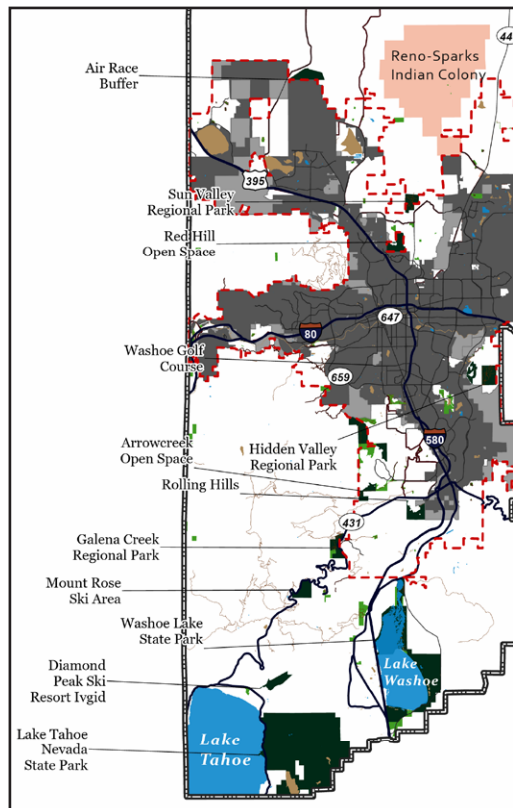 Air Race
Buffer
44
Reno-Sparks
Indian Colony
395
Sun Valley
Regional Park
Red Hill
Open Space
647
80
Washoe Golf
Course
659
Arrowcreek
Open Space
Hidden Valley
Regional Park
580
Rolling Hills
431
Galena Creek
Regional Park
Mount Rose
Ski Area
Washoe Lake
State Park
Diamond
Peak Ski
Resort Ivgid
Lake
Washoe
Lake Tahoe
Nevada
State Park
Lake
Tahoe